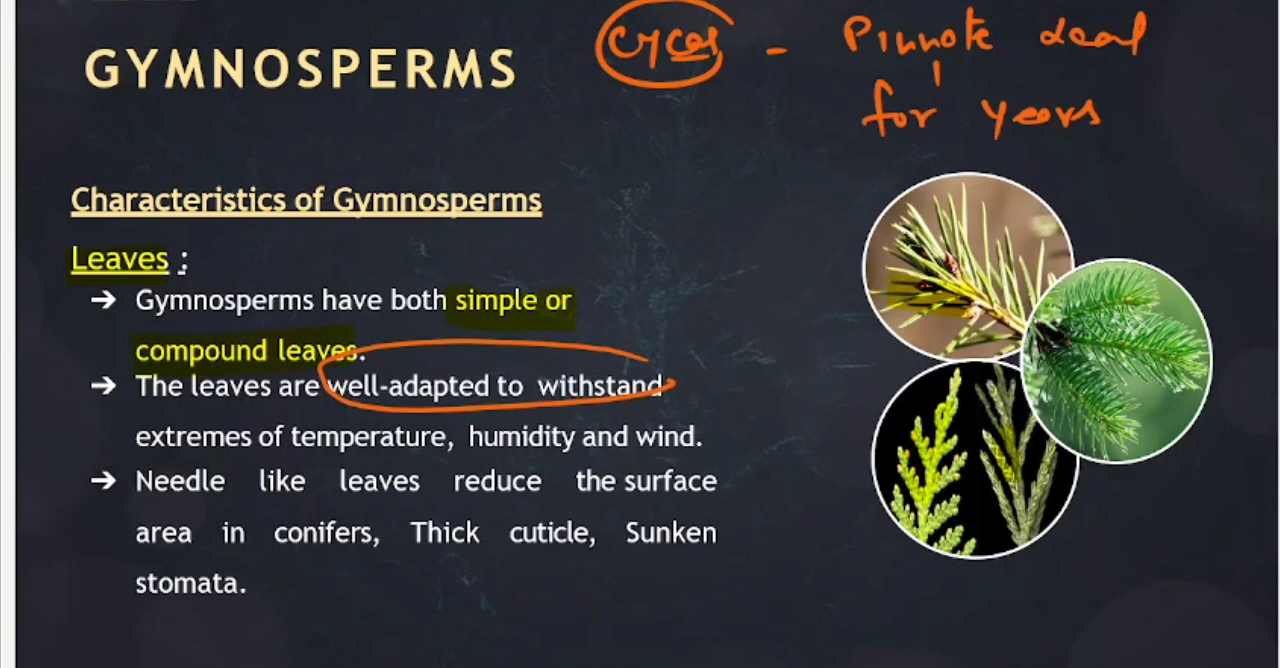 GYMNOSPERMS
Cycas - Pinnate
for years
Characteristics of Gymnosperms
Leaves :
➔ Gymnosperms have both simple or
compound leaves.
➔ The leaves are well-adapted to withstand
extremes of temperature, humidity and wind.
➔ Needle like leaves reduce the surface
area in conifers, Thick cuticle, Sunken
stomata.